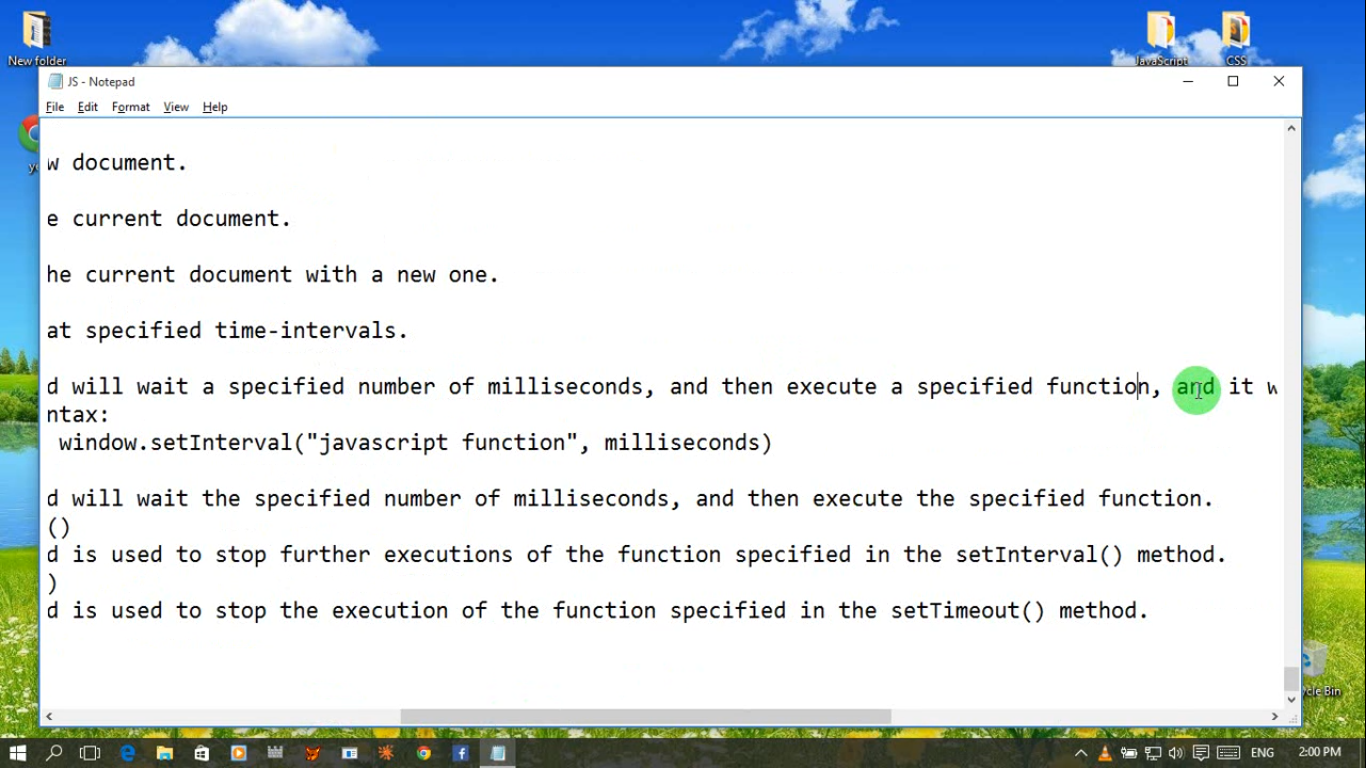 New folder
JavaScript
CSS
JS - Notepad
File Edit Format View Help
w document.
e current document.
he current document with a new one.
at specified time-intervals.
d will wait a specified number of milliseconds, and then execute a specified function, and it w
ntax:
window.setInterval("javascript function", milliseconds)
d will wait the specified number of milliseconds, and then execute the specified function.
()
d is used to stop further executions of the function specified in the setInterval() method.
)
d is used to stop the execution of the function specified in the setTimeout() method.
ycle Bin
ENG
2:00 PM